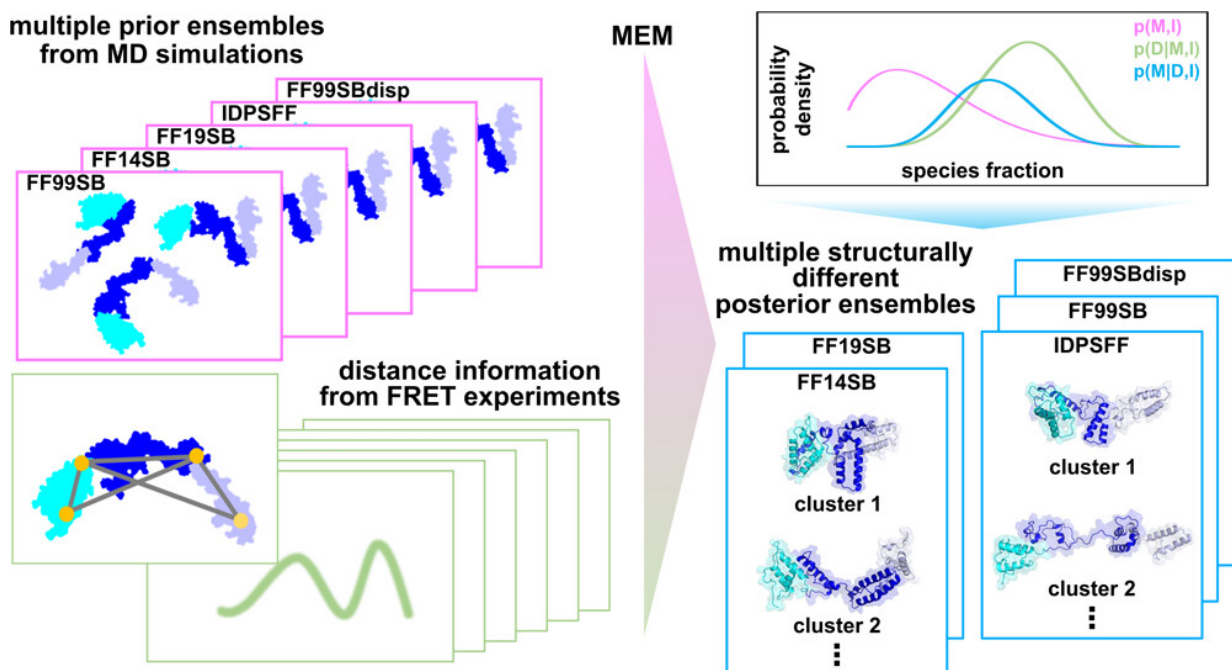 multiple prior ensembles
from MD simulations
FF99SBdisp
IDPSFF
FF19SB
FF14SB
FF99SB
distance information
from FRET experiments
MEM
p(M,I)
p(D|M,I)
p(M|D,I)
probability
density
species fraction
multiple structurally
different
posterior ensembles
FF19SB
FF14SB
cluster 1
cluster 2
⋮
FF99SBdisp
FF99SB
IDPSFF
cluster 1
cluster 2
⋮